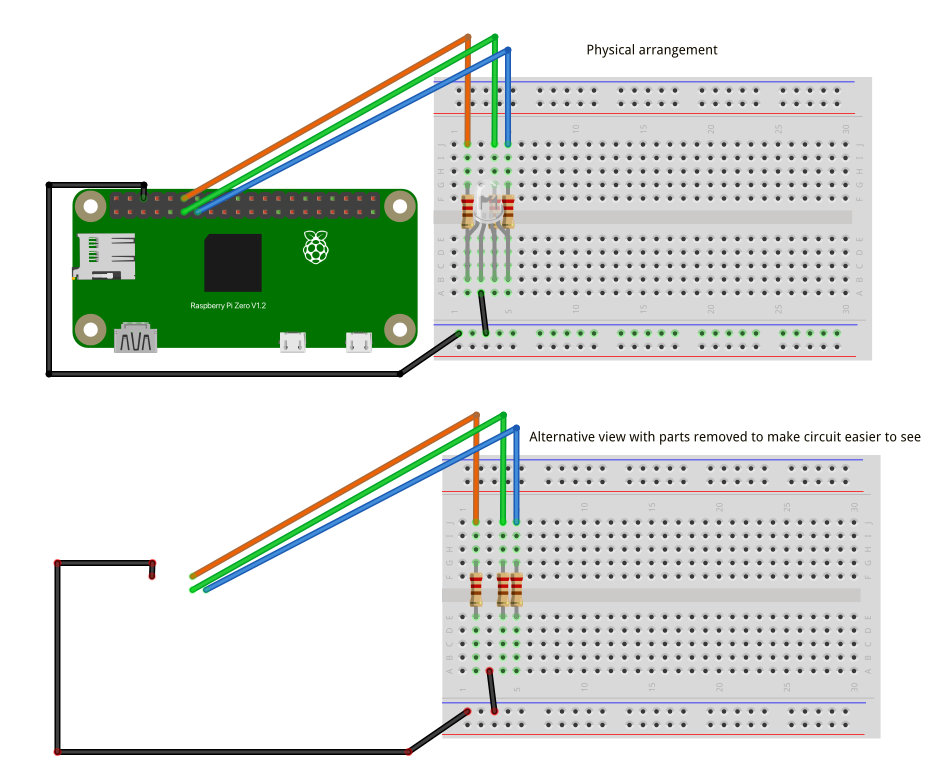 Physical arrangement
1 10 15 20 25 30
J J
I I
H H
G G
F F
E E
D D
C C
B B
A A
1 5 10 15 20 25 30
Raspberry Pi Zero V1.2
Alternative view with parts removed to make circuit easier to see
1 10 15 20 25 30
J J
I I
H H
G G
F F
E E
D D
C C
B B
A A
1 5 10 15 20 25 30